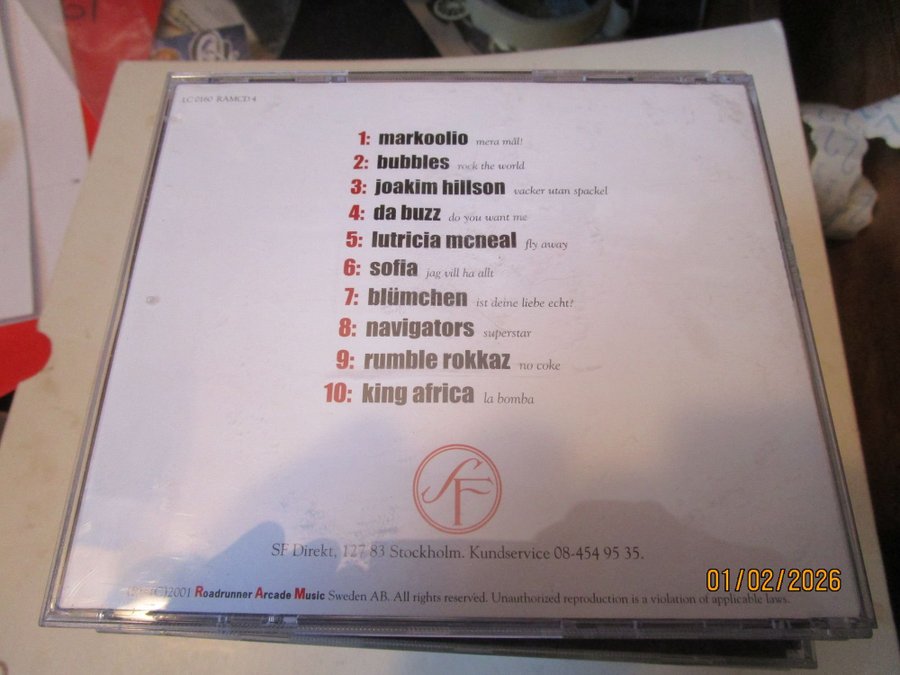 LC 0160 RAMCD 4
1: markoolio mera mål!
2: bubbles rock the world
3: joakim hillson vacker utan spackel
4: da buzz do you want me
5: lutricia mcneal fly away
6: sofia jag vill ha allt
7: blümchen ist deine liebe echt?
8: navigators superstar
9: rumble rokkaz no coke
10: king africa la bomba
SF
SF Direkt, 127 83 Stockholm. Kundservice 08-454 95 35.
2001 Roadrunner Arcade Music Sweden AB. All rights reserved. Unauthorized reproduction is a violation of applicable laws.
01/02/2026